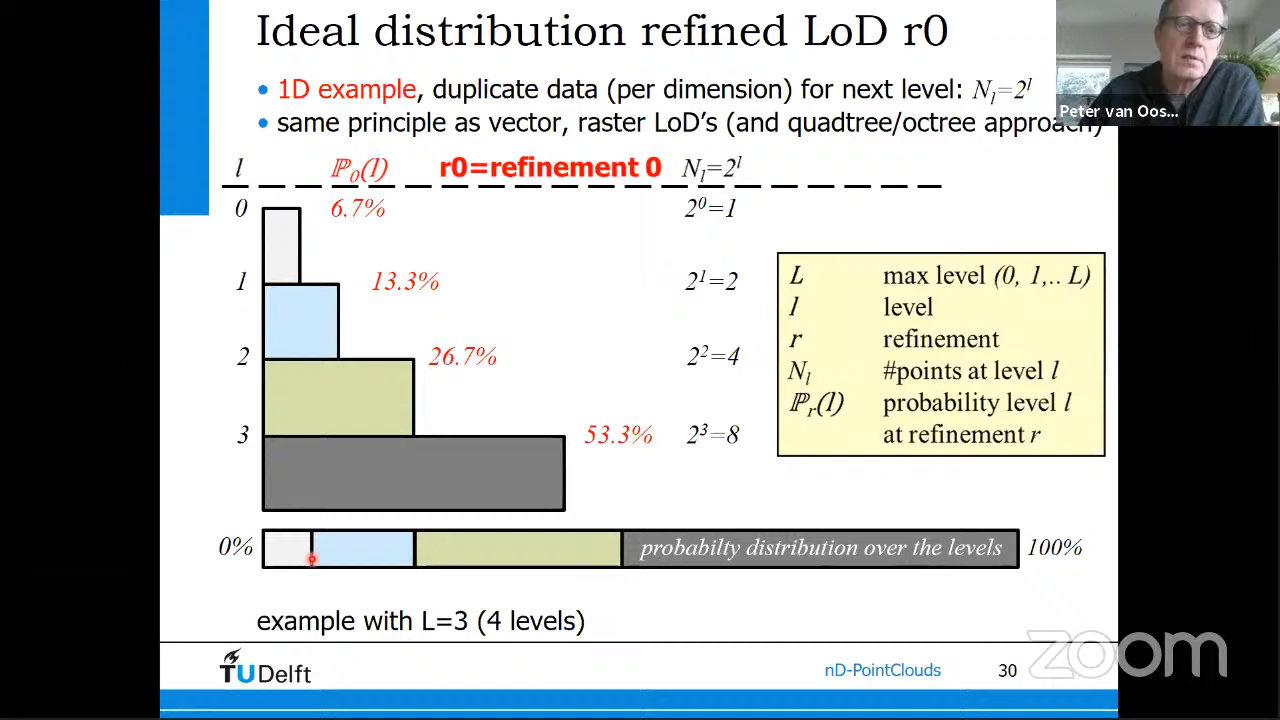 Ideal distribution refined LoD r0
• 1D example, duplicate data (per dimension) for next level: Nₗ=2ˡ
• same principle as vector, raster LoD's (and quadtree/octree approach)
Peter van Oos...
l ℙ₀(l) r0=refinement 0 Nₗ=2ˡ
0 6.7% 2⁰=1
1 13.3% 2¹=2
2 26.7% 2²=4
3 53.3% 2³=8
L max level (0, 1,.. L)
l level
r refinement
Nₗ #points at level l
ℙᵣ(l) probability level l
at refinement r
0% probabilty distribution over the levels 100%
example with L=3 (4 levels)
TUDelft nD-PointClouds 30
zoom